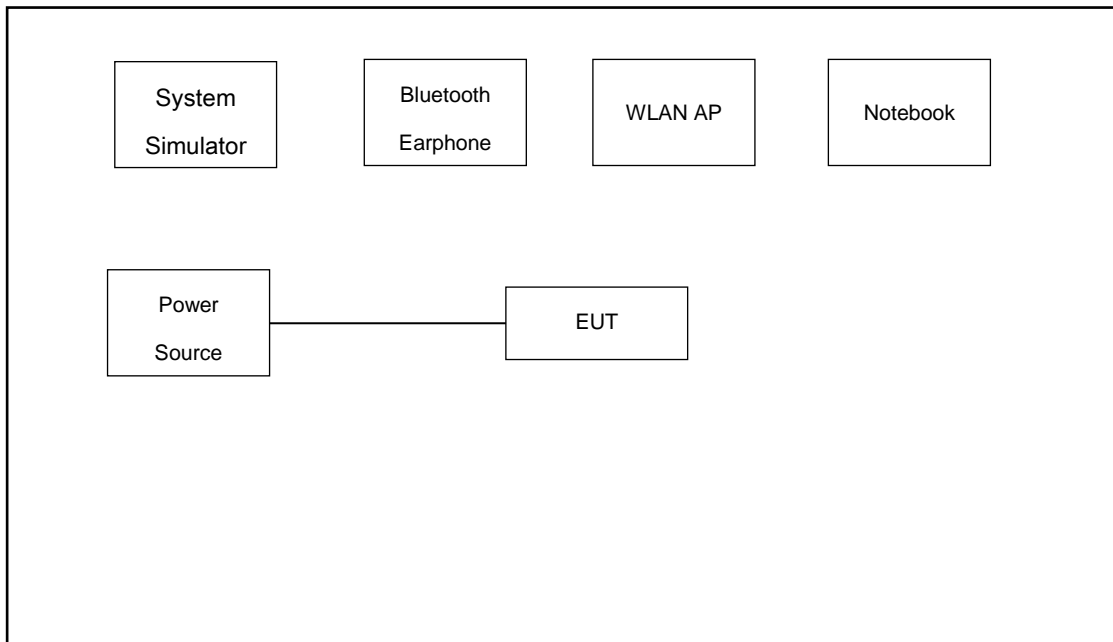 System
Simulator
Bluetooth
Earphone
WLAN AP
Notebook
Power
Source
EUT